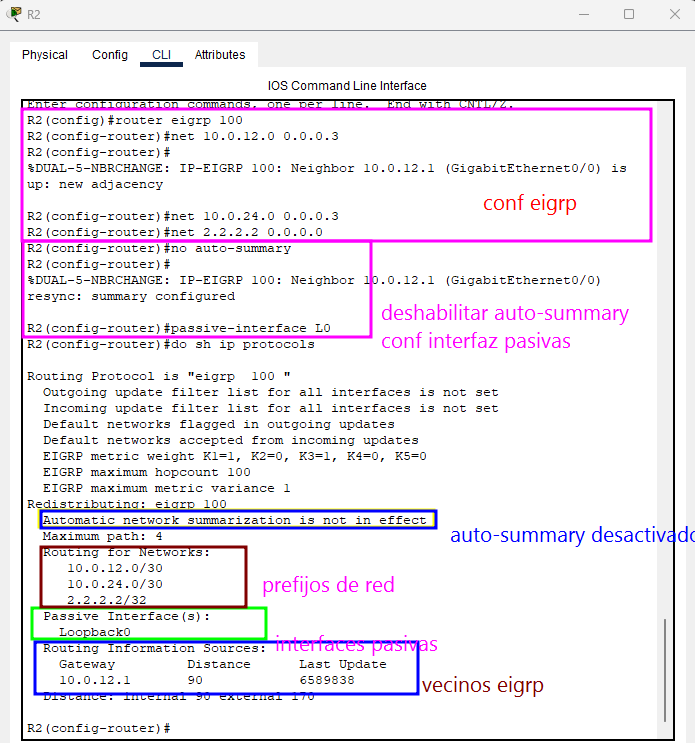 R2
Physical Config CLI Attributes
IOS Command Line Interface
Enter configuration commands, one per line. End with CNTL/Z.
R2(config)#router eigrp 100
R2(config-router)#net 10.0.12.0 0.0.0.3
R2(config-router)#
%DUAL-5-NBRCHANGE: IP-EIGRP 100: Neighbor 10.0.12.1 (GigabitEthernet0/0) is
up: new adjacency
conf eigrp
R2(config-router)#net 10.0.24.0 0.0.0.3
R2(config-router)#net 2.2.2.2 0.0.0.0
R2(config-router)#no auto-summary
R2(config-router)#
%DUAL-5-NBRCHANGE: IP-EIGRP 100: Neighbor 10.0.12.1 (GigabitEthernet0/0)
resync: summary configured
deshabilitar auto-summary
conf interfaz pasivas
R2(config-router)#passive-interface L0
R2(config-router)#do sh ip protocols
Routing Protocol is "eigrp 100 "
Outgoing update filter list for all interfaces is not set
Incoming update filter list for all interfaces is not set
Default networks flagged in outgoing updates
Default networks accepted from incoming updates
EIGRP metric weight K1=1, K2=0, K3=1, K4=0, K5=0
EIGRP maximum hopcount 100
EIGRP maximum metric variance 1
Redistributing: eigrp 100
Automatic network summarization is not in effect
auto-summary desactivado
Maximum path: 4
Routing for Networks:
10.0.12.0/30
10.0.24.0/30
2.2.2.2/32
prefijos de red
Passive Interface(s):
Loopback0
interfaces pasivas
Routing Information Sources:
Gateway Distance Last Update
10.0.12.1 90 6589838
vecinos eigrp
Distance: internal 90 external 170
R2(config-router)#